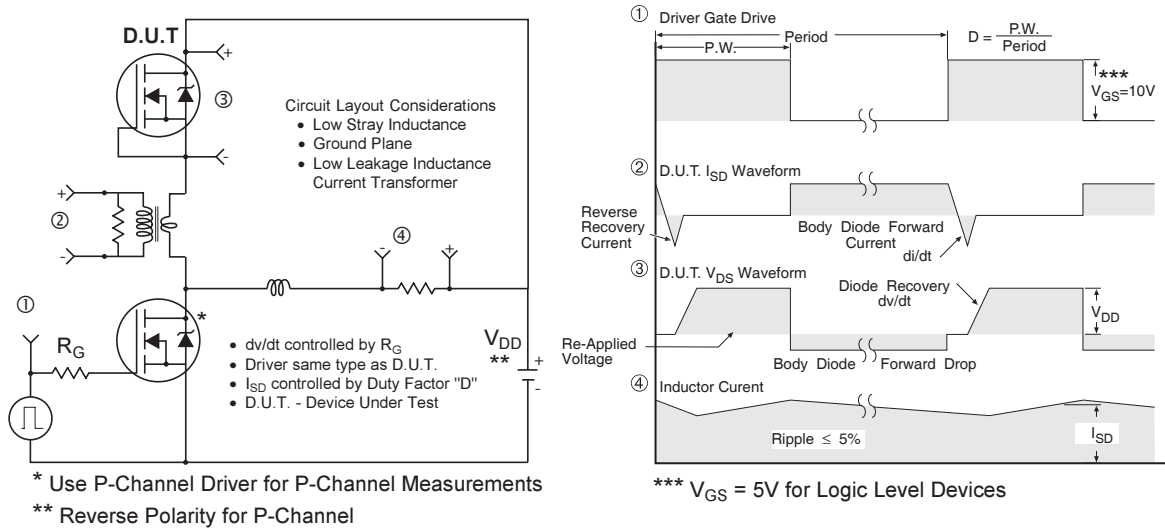 D.U.T
+
③
-
Circuit Layout Considerations
• Low Stray Inductance
• Ground Plane
• Low Leakage Inductance
Current Transformer
+
②
-
④
-
+
①
R_G
*
• dv/dt controlled by R_G
• Driver same type as D.U.T.
• I_SD controlled by Duty Factor "D"
• D.U.T. - Device Under Test
V_DD
**
+
-
* Use P-Channel Driver for P-Channel Measurements
** Reverse Polarity for P-Channel
① Driver Gate Drive
Period
P.W.
D = P.W. / Period
***
V_GS=10V
② D.U.T. I_SD Waveform
Reverse
Recovery
Current
Body Diode Forward
Current
di/dt
③ D.U.T. V_DS Waveform
Diode Recovery
dv/dt
V_DD
Re-Applied
Voltage
Body Diode Forward Drop
④ Inductor Curent
I_SD
Ripple ≤ 5%
*** V_GS = 5V for Logic Level Devices